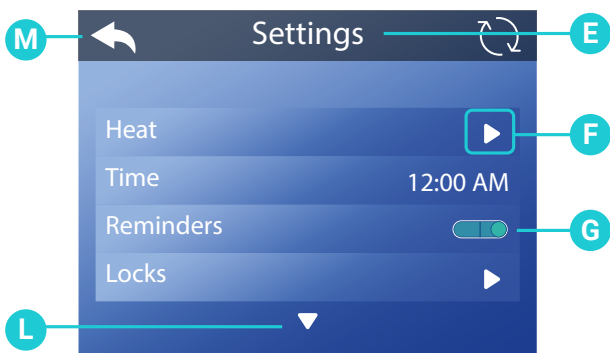 M
Settings
E
Heat
F
Time
12:00 AM
Reminders
G
Locks
L